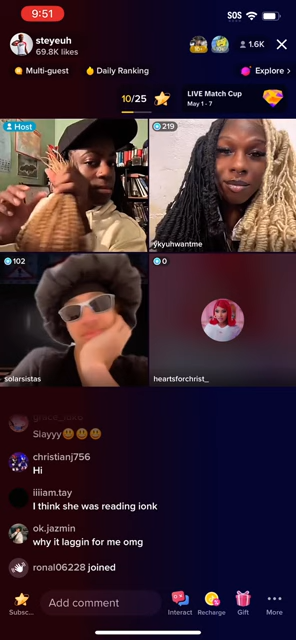 9:51
SOS
steyeuh
69.8K likes
1.6K
Multi-guest
Daily Ranking
Explore >
10/25
LIVE Match Cup
May 1 - 7
Host
219
ykyuhwantme
102
solarsistas
0
heartsforchrist_
Slayyy
christianj756
Hi
iiiiam.tay
I think she was reading ionk
ok.jazmin
why it laggin for me omg
ronal06228 joined
Subsc...
Add comment
Interact
Recharge
Gift
More